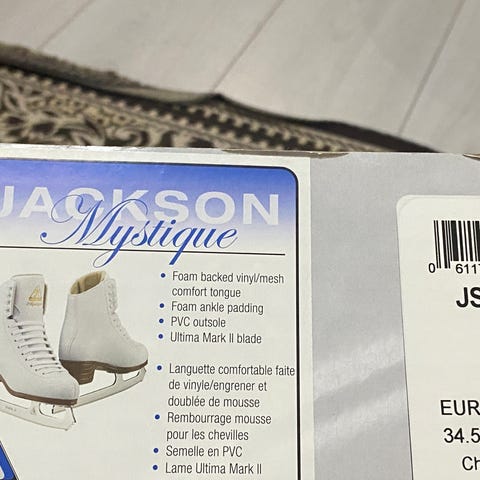 JACKSON
Mystique
• Foam backed vinyl/mesh
comfort tongue
• Foam ankle padding
• PVC outsole
• Ultima Mark II blade
• Languette comfortable faite
de vinyle/engrener et
doublée de mousse
• Rembourrage mousse
pour les chevilles
• Semelle en PVC
• Lame Ultima Mark II
0 6117
JS
EUR
34.5
Ch